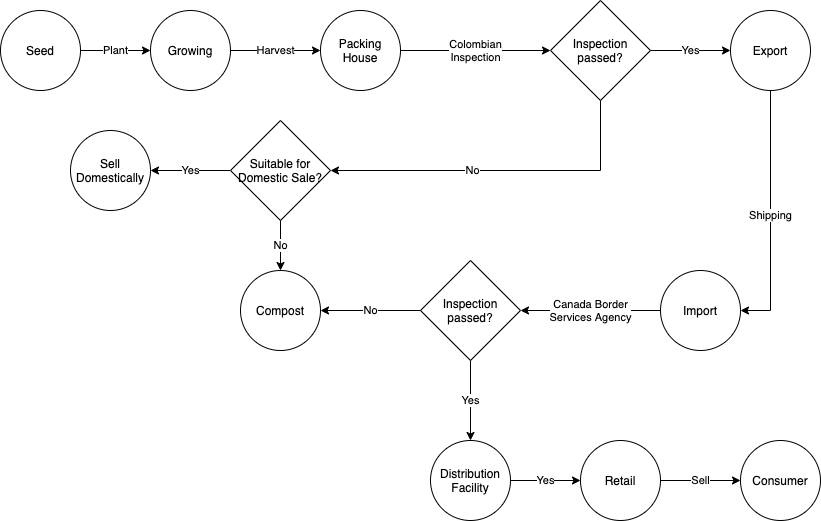 Seed
Plant
Growing
Harvest
Packing
House
Colombian
Inspection
Inspection
passed?
Yes
Export
Sell
Domestically
Yes
Suitable for
Domestic Sale?
No
Shipping
No
Compost
No
Inspection
passed?
Canada Border
Services Agency
Import
Yes
Distribution
Facility
Yes
Retail
Sell
Consumer